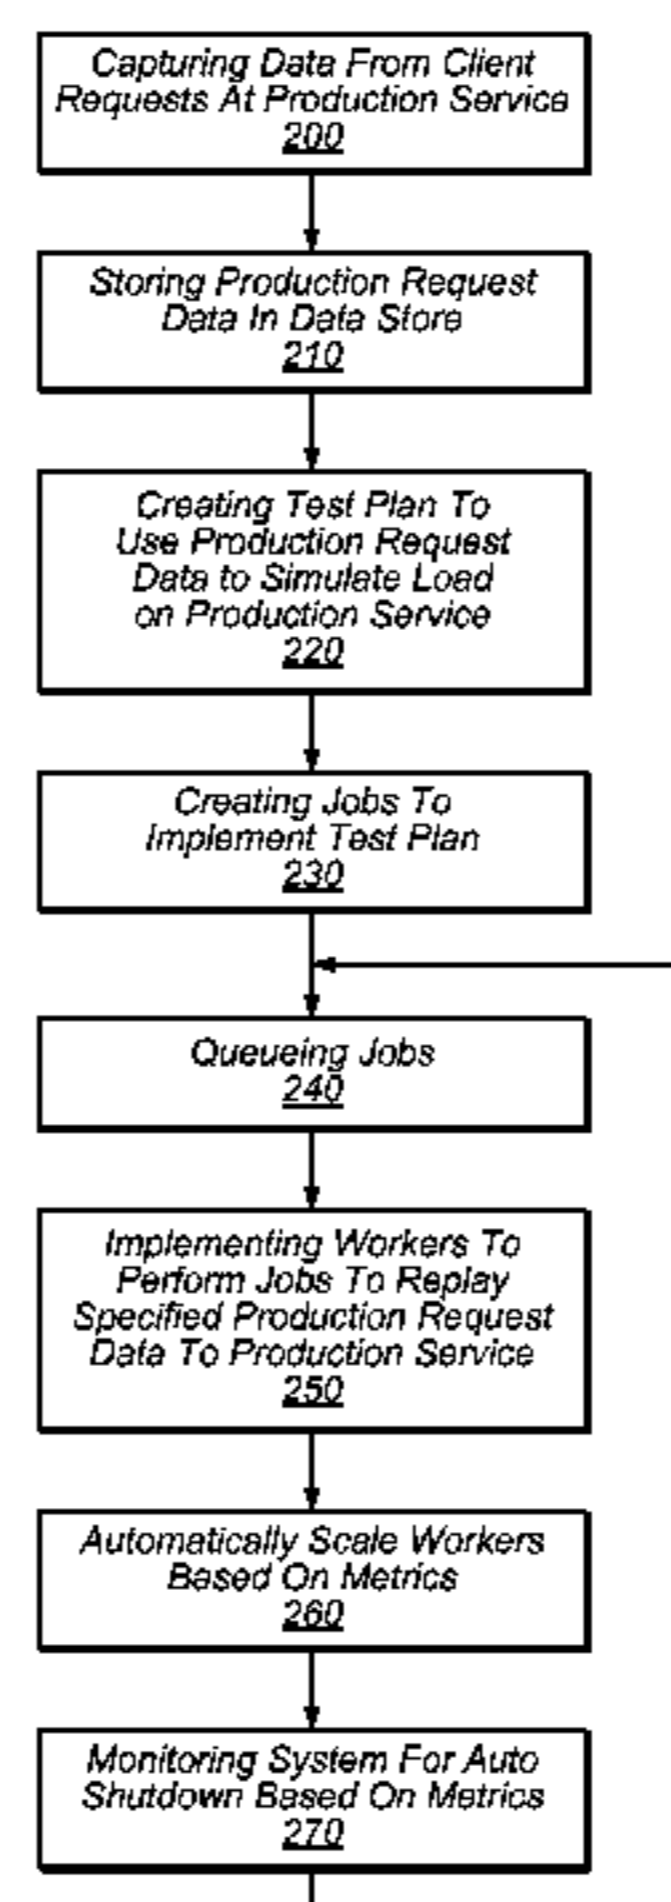 Capturing Data From Client
Requests At Production Service
200
Storing Production Request
Data In Data Store
210
Creating Test Plan To
Use Production Request
Data to Simulate Load
on Production Service
220
Creating Jobs To
Implement Test Plan
230
Queueing Jobs
240
Implementing Workers To
Perform Jobs To Replay
Specified Production Request
Data To Production Service
250
Automatically Scale Workers
Based On Metrics
260
Monitoring System For Auto
Shutdown Based On Metrics
270